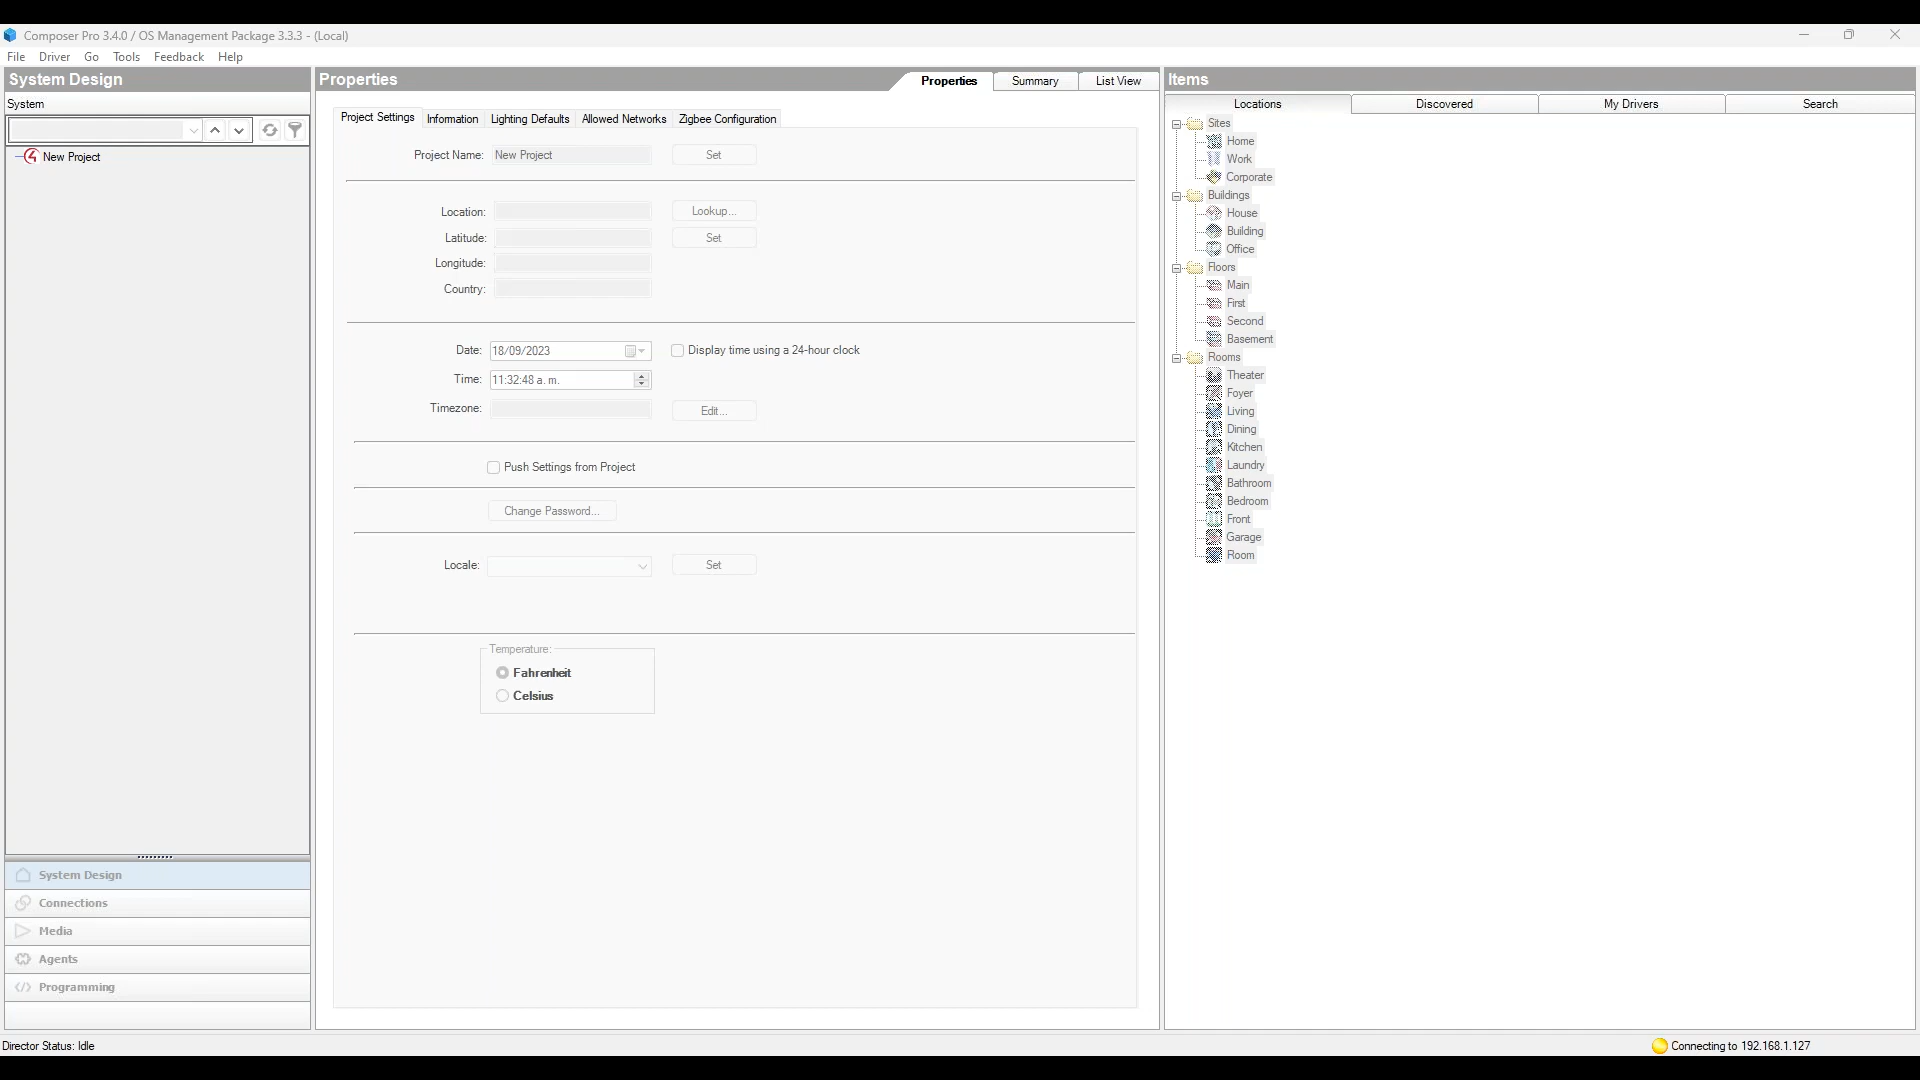 Composer Pro 3.4.0 / OS Management Package 3.3.3 - (Local)
File Driver Go Tools Feedback Help
System Design
System
New Project
System Design
Connections
Media
Agents
Programming
Properties
Properties Summary List View
Project Settings Information Lighting Defaults Allowed Networks Zigbee Configuration
Project Name: New Project Set
Location: Lookup...
Latitude: Set
Longitude:
Country:
Date: 18/09/2023 Display time using a 24-hour clock
Time: 11:32:48 a. m.
Timezone: Edit...
Push Settings from Project
Change Password...
Locale: Set
Temperature:
Fahrenheit
Celsius
Items
Locations Discovered My Drivers Search
Sites
Home
Work
Corporate
Buildings
House
Building
Office
Floors
Main
First
Second
Basement
Rooms
Theater
Foyer
Living
Dining
Kitchen
Laundry
Bathroom
Bedroom
Front
Garage
Room
Director Status: Idle
Connecting to 192.168.1.127